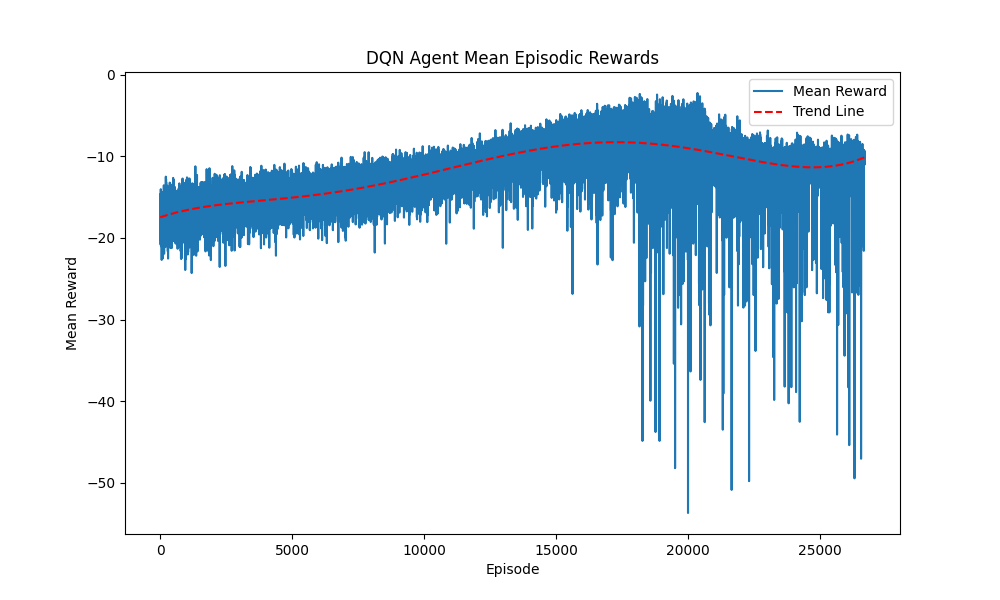 DQN Agent Mean Episodic Rewards
Mean Reward
Trend Line
0
−10
−20
−30
−40
−50
Mean Reward
0
5000
10000
15000
20000
25000
Episode